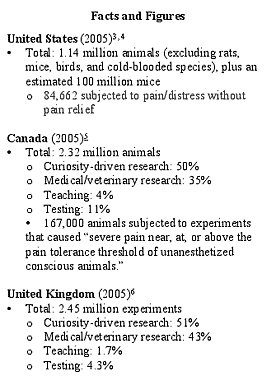 Facts and Figures
United States (2005)3,4
• Total: 1.14 million animals (excluding rats,
mice, birds, and cold-blooded species), plus an
estimated 100 million mice
o 84,662 subjected to pain/distress without
pain relief
Canada (2005)5
• Total: 2.32 million animals
o Curiosity-driven research: 50%
o Medical/veterinary research: 35%
o Teaching: 4%
o Testing: 11%
• 167,000 animals subjected to experiments
that caused “severe pain near, at, or above the
pain tolerance threshold of unanesthetized
conscious animals.”
United Kingdom (2005)6
• Total: 2.45 million experiments
o Curiosity-driven research: 51%
o Medical/veterinary research: 43%
o Teaching: 1.7%
o Testing: 4.3%